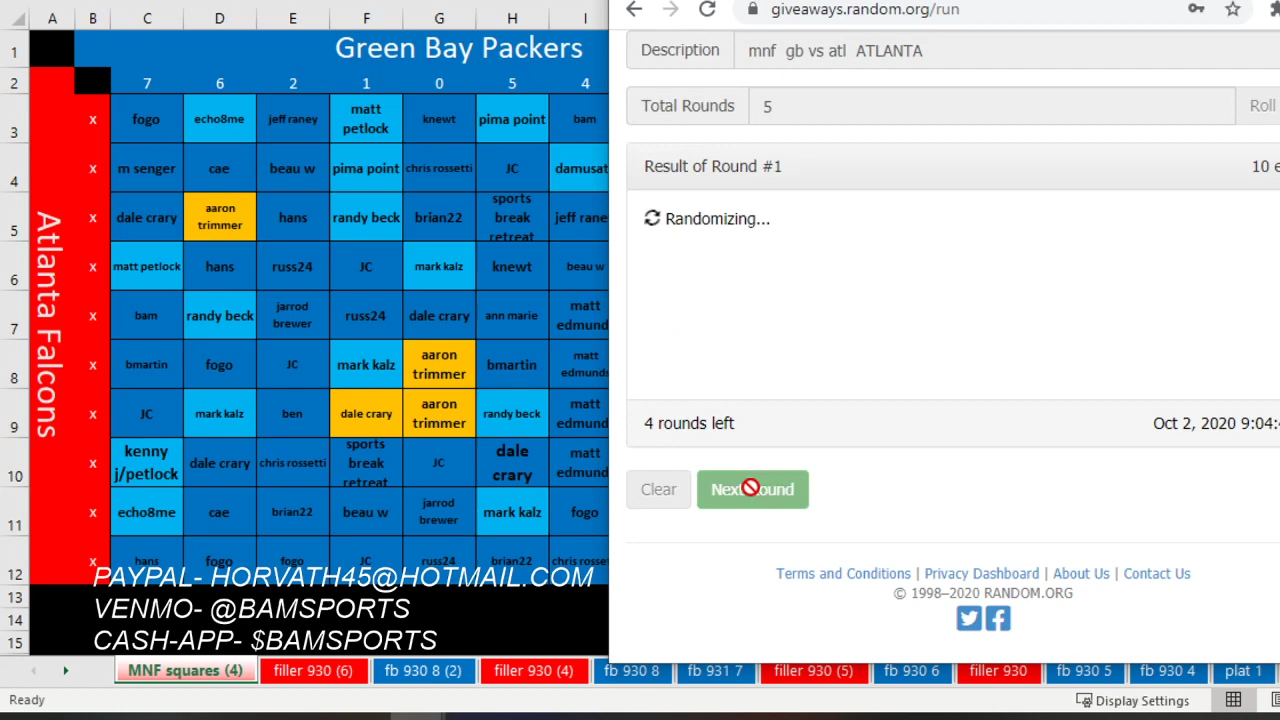 A B C D E F G H I
1 Green Bay Packers
2 7 6 2 1 0 5 4
Atlanta Falcons
3 x fogo echo8me jeff raney matt petlock knewt pima point bam
4 x m senger cae beau w pima point chris rossetti JC damusat
5 x dale crary aaron trimmer hans randy beck brian22 sports break retreat jeff rane
6 x matt petlock hans russ24 JC mark kalz knewt beau w
7 x bam randy beck jarrod brewer russ24 dale crary ann marie matt edmund
8 x bmartin fogo JC mark kalz aaron trimmer bmartin matt edmunds
9 x JC mark kalz ben dale crary aaron trimmer randy beck matt edmund
10 x kenny j/petlock dale crary chris rossetti sports break retreat JC dale crary matt edmund
11 x echo8me cae brian22 beau w jarrod brewer mark kalz fogo
12 x hans fogo fogo JC russ24 brian22 chris rosset
13
14
15
PAYPAL- HORVATH45@HOTMAIL.COM
VENMO- @BAMSPORTS
CASH-APP- $BAMSPORTS
MNF squares (4) filler 930 (6) fb 930 8 (2) filler 930 (4) fb 930 8 fb 931 7 filler 930 (5) fb 930 6 filler 930 fb 930 5 fb 930 4 plat 1
Ready Display Settings
giveaways.random.org/run
Description mnf gb vs atl ATLANTA
Total Rounds 5 Roll
Result of Round #1 10 e
Randomizing...
4 rounds left Oct 2, 2020 9:04:4
Clear Next Round
Terms and Conditions | Privacy Dashboard | About Us | Contact Us
© 1998–2020 RANDOM.ORG